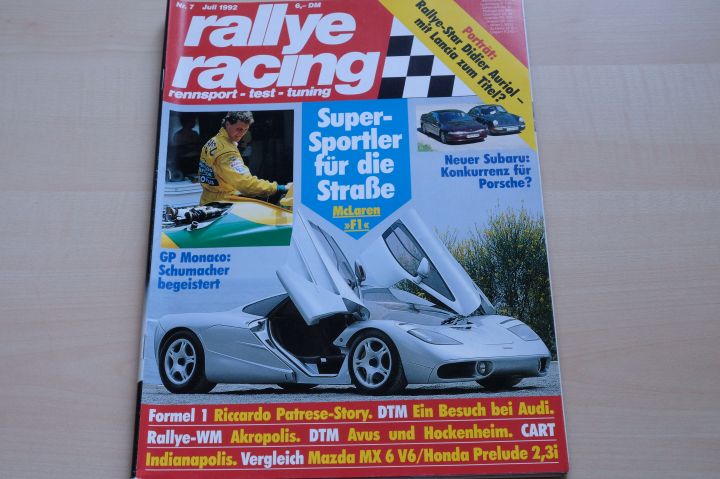 Nr. 7 Juli 1992 6,– DM
rallye
racing
rennsport - test - tuning
Porträt:
Rallye-Star Didier Auriol –
mit Lancia zum Titel?
Super-
Sportler
für die
Straße
McLaren
»F1«
Neuer Subaru:
Konkurrenz für
Porsche?
GP Monaco:
Schumacher
begeistert
Formel 1 Riccardo Patrese-Story. DTM Ein Besuch bei Audi.
Rallye-WM Akropolis. DTM Avus und Hockenheim. CART
Indianapolis. Vergleich Mazda MX 6 V6/Honda Prelude 2,3i